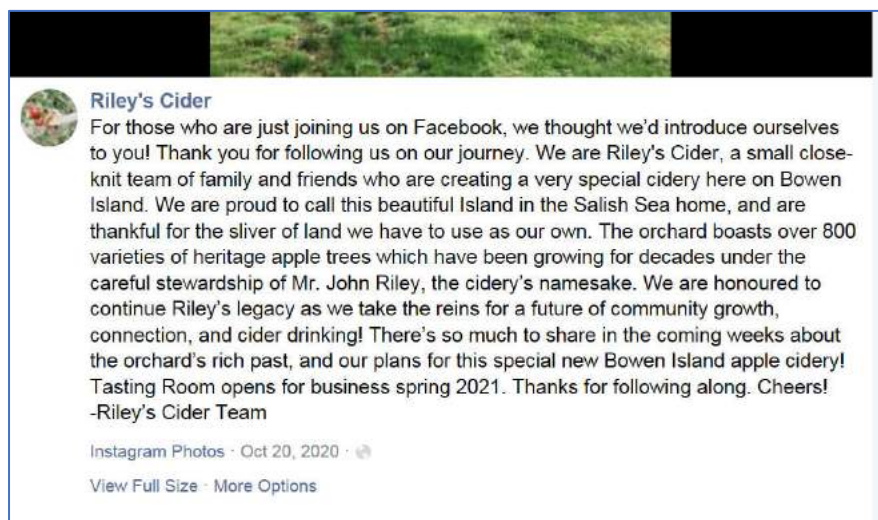 Riley's Cider
For those who are just joining us on Facebook, we thought we'd introduce ourselves
to you! Thank you for following us on our journey. We are Riley's Cider, a small close-
knit team of family and friends who are creating a very special cidery here on Bowen
Island. We are proud to call this beautiful Island in the Salish Sea home, and are
thankful for the sliver of land we have to use as our own. The orchard boasts over 800
varieties of heritage apple trees which have been growing for decades under the
careful stewardship of Mr. John Riley, the cidery's namesake. We are honoured to
continue Riley's legacy as we take the reins for a future of community growth,
connection, and cider drinking! There's so much to share in the coming weeks about
the orchard's rich past, and our plans for this special new Bowen Island apple cidery!
Tasting Room opens for business spring 2021. Thanks for following along. Cheers!
-Riley's Cider Team
Instagram Photos · Oct 20, 2020 ·
View Full Size · More Options